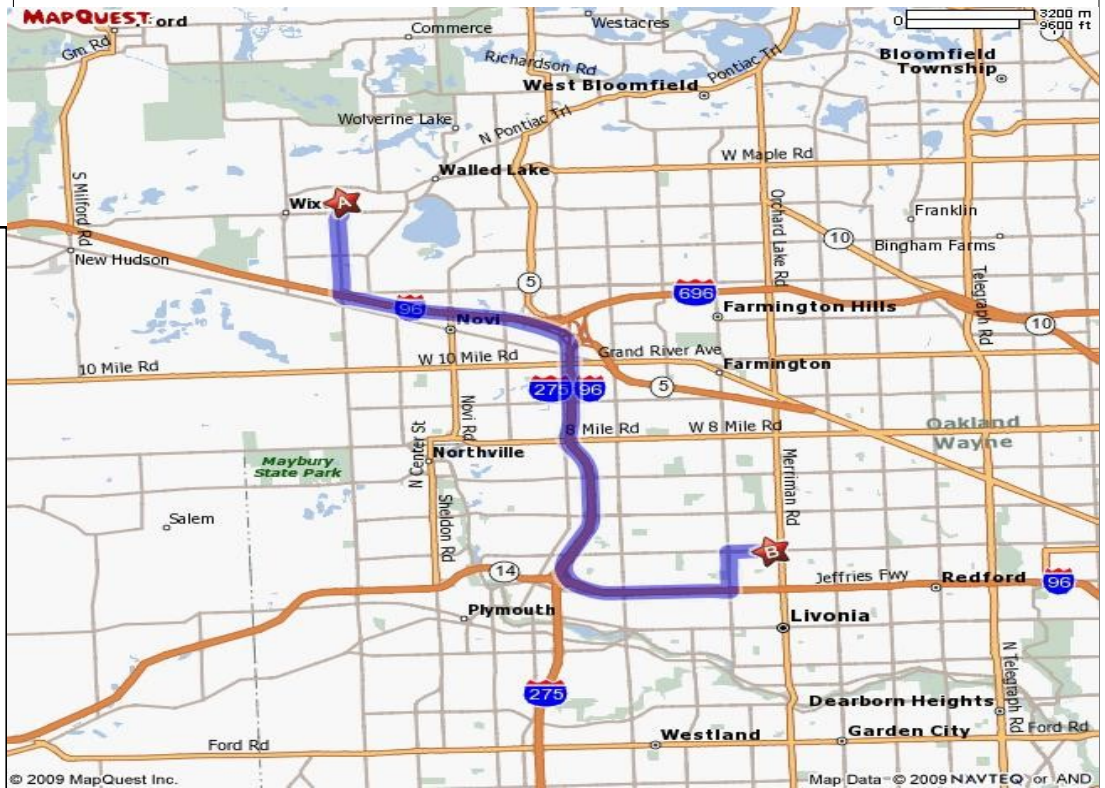 MAPQUEST
ford
Gm Rd
Commerce
Westacres
0
3200 m
9600 ft
Richardson Rd
Pontiac Trl
West Bloomfield
Bloomfield
Township
Wolverine Lake
N Pontiac Trl
Walled Lake
W Maple Rd
S Milford Rd
Wix
A
Orchard Lake Rd
Franklin
10
Bingham Farms
New Hudson
5
696
Telegraph Rd
96
Novi
Farmington Hills
10
Grand River Ave
W 10 Mile Rd
10 Mile Rd
Farmington
275
96
5
Novi Rd
8 Mile Rd
W 8 Mile Rd
Oakland
Wayne
N Center St
Northville
Maybury
State Park
Merriman Rd
Sheldon Rd
Salem
B
14
Jeffries Fwy
Redford
96
Plymouth
Livonia
275
N Telegraph Rd
Dearborn Heights
Ford Rd
Westland
Garden City
Ford Rd
© 2009 MapQuest Inc.
Map Data © 2009 NAVTEQ or AND